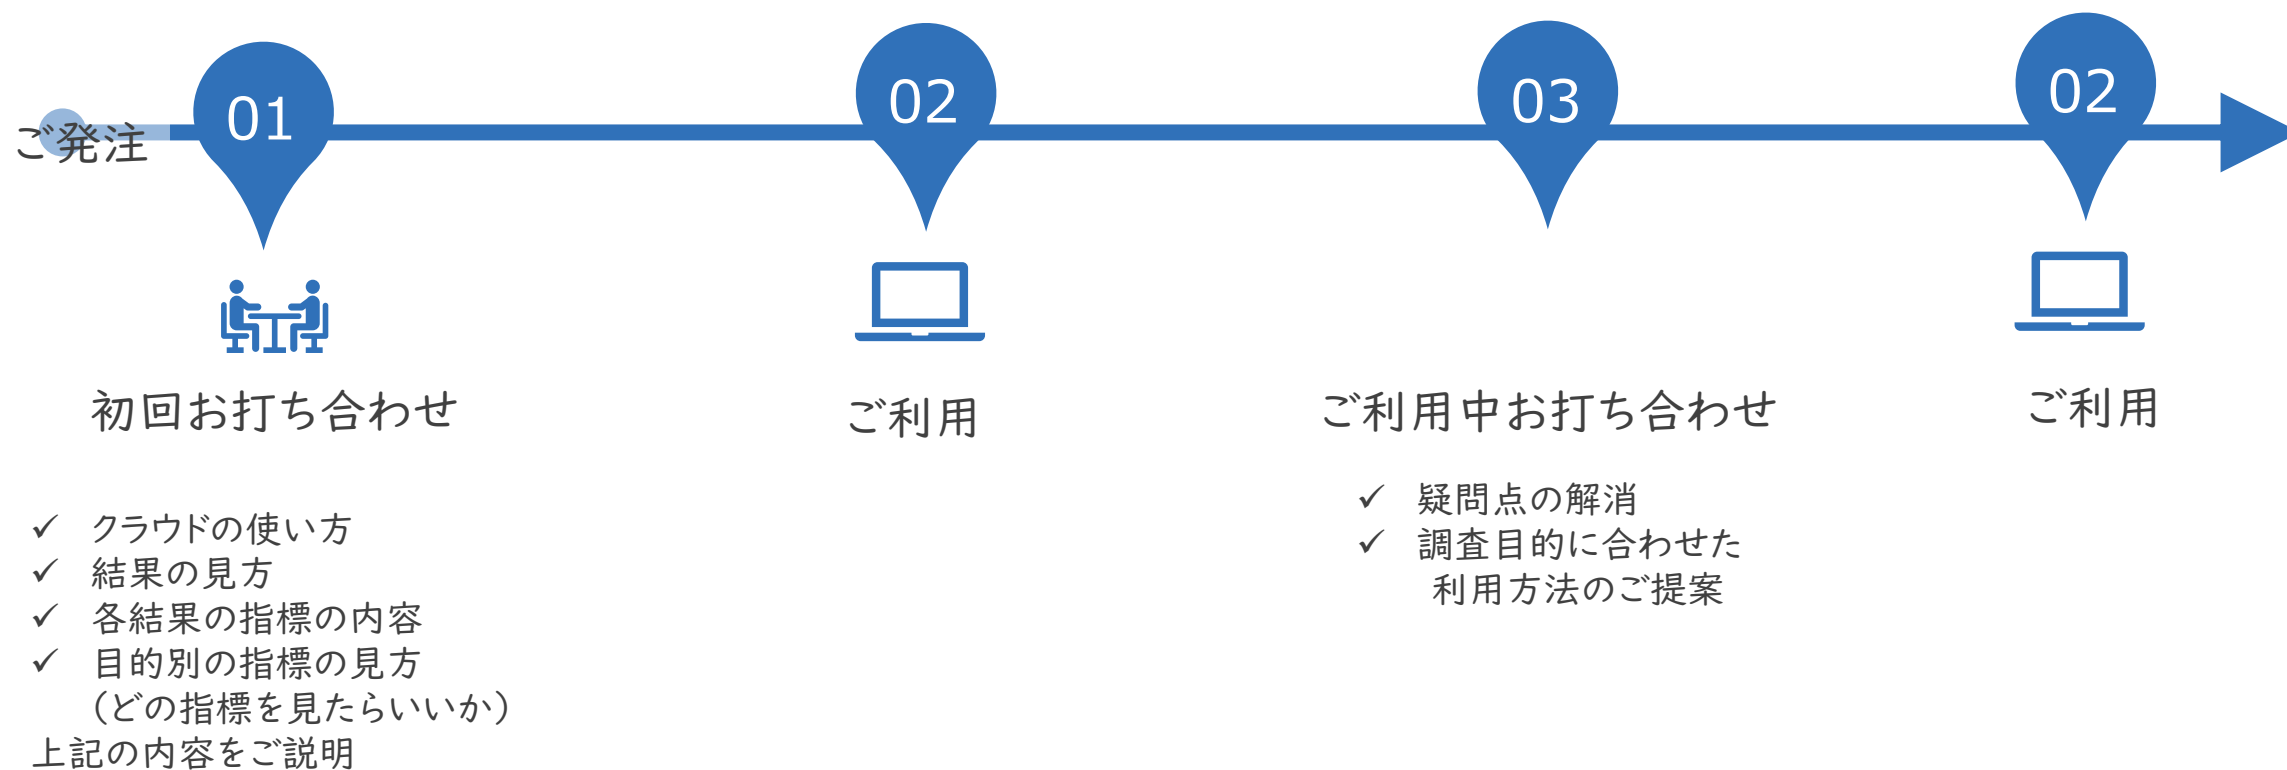 ご発注
01
02
03
02
初回お打ち合わせ
✓ クラウドの使い方
✓ 結果の見方
✓ 各結果の指標の内容
✓ 目的別の指標の見方
(どの指標を見たらいいか)
上記の内容をご説明
ご利用
ご利用中お打ち合わせ
✓ 疑問点の解消
✓ 調査目的に合わせた
利用方法のご提案
ご利用